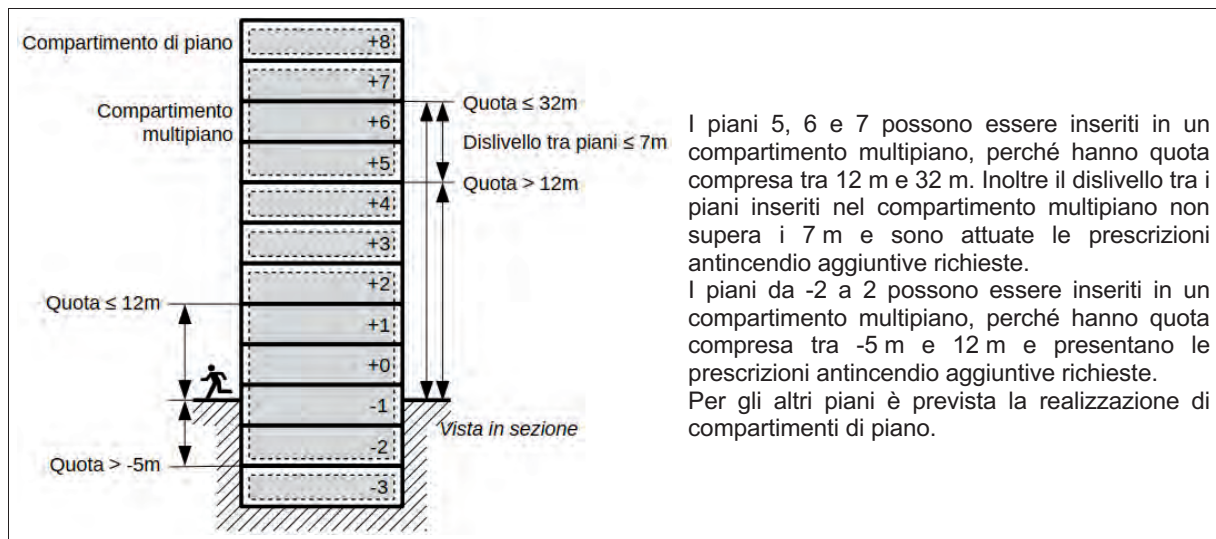 Compartimento di piano
Compartimento
multipiano
+8
+7
+6
+5
+4
+3
+2
+1
+0
-1
-2
-3
Quota ≤ 32m
Dislivello tra piani ≤ 7m
Quota > 12m
Quota ≤ 12m
Quota > -5m
Vista in sezione
I piani 5, 6 e 7 possono essere inseriti in un
compartimento multipiano, perché hanno quota
compresa tra 12 m e 32 m. Inoltre il dislivello tra i
piani inseriti nel compartimento multipiano non
supera i 7 m e sono attuate le prescrizioni
antincendio aggiuntive richieste.
I piani da -2 a 2 possono essere inseriti in un
compartimento multipiano, perché hanno quota
compresa tra -5 m e 12 m e presentano le
prescrizioni antincendio aggiuntive richieste.
Per gli altri piani è prevista la realizzazione di
compartimenti di piano.